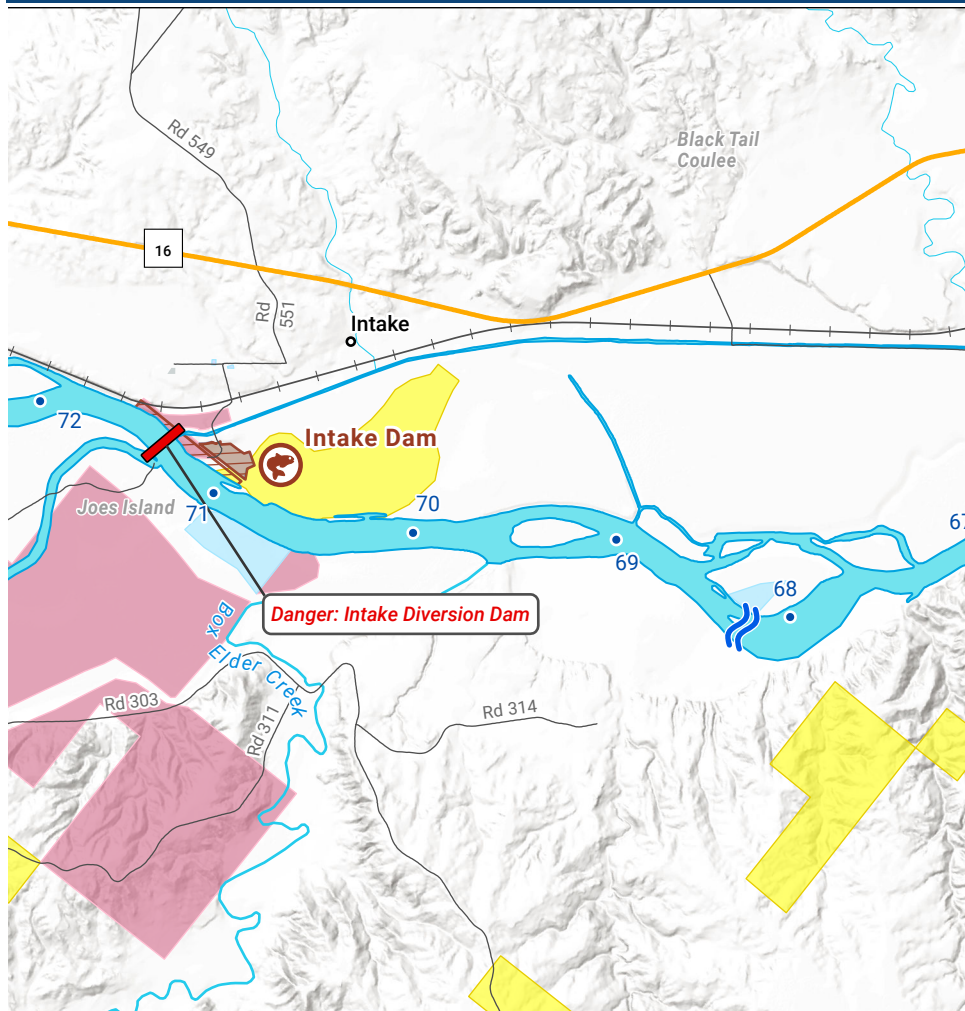 Rd 549
Black Tail
Coulee
16
Rd
551
Intake
72
Intake Dam
Joes Island
71
70
69
67
68
Danger: Intake Diversion Dam
Box
Elder Creek
Rd 303
Rd 311
Rd 314